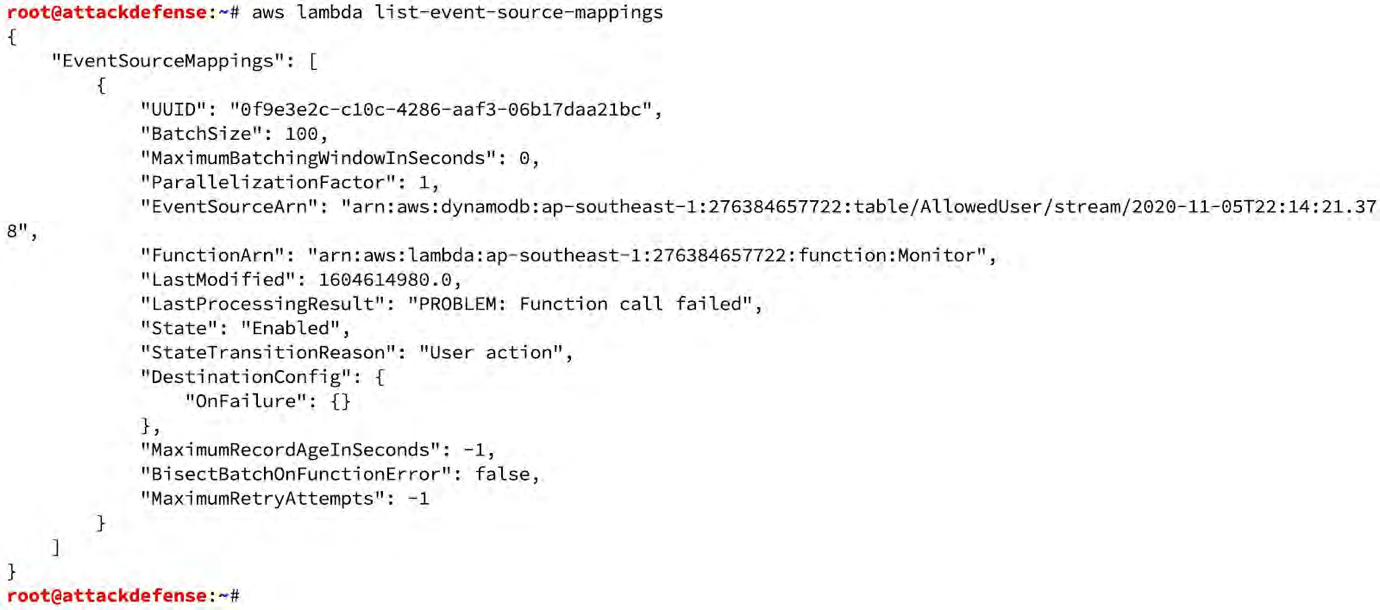 root@attackdefense:~# aws lambda list-event-source-mappings
{
    "EventSourceMappings": [
        {
            "UUID": "0f9e3e2c-c10c-4286-aaf3-06b17daa21bc",
            "BatchSize": 100,
            "MaximumBatchingWindowInSeconds": 0,
            "ParallelizationFactor": 1,
            "EventSourceArn": "arn:aws:dynamodb:ap-southeast-1:276384657722:table/AllowedUser/stream/2020-11-05T22:14:21.37
8",
            "FunctionArn": "arn:aws:lambda:ap-southeast-1:276384657722:function:Monitor",
            "LastModified": 1604614980.0,
            "LastProcessingResult": "PROBLEM: Function call failed",
            "State": "Enabled",
            "StateTransitionReason": "User action",
            "DestinationConfig": {
                "OnFailure": {}
            },
            "MaximumRecordAgeInSeconds": -1,
            "BisectBatchOnFunctionError": false,
            "MaximumRetryAttempts": -1
        }
    ]
}
root@attackdefense:~#